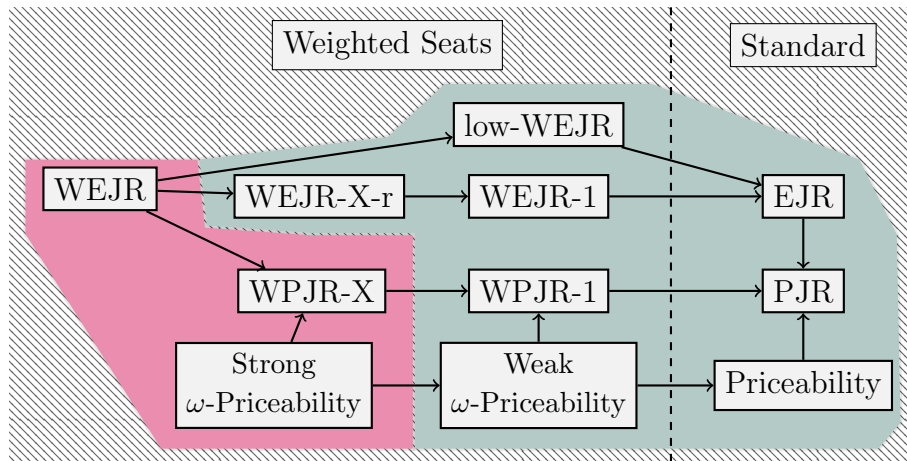 Weighted Seats
Standard
low-WEJR
WEJR
WEJR-X-r
WEJR-1
EJR
WPJR-X
WPJR-1
PJR
Strong
ω-Priceability
Weak
ω-Priceability
Priceability